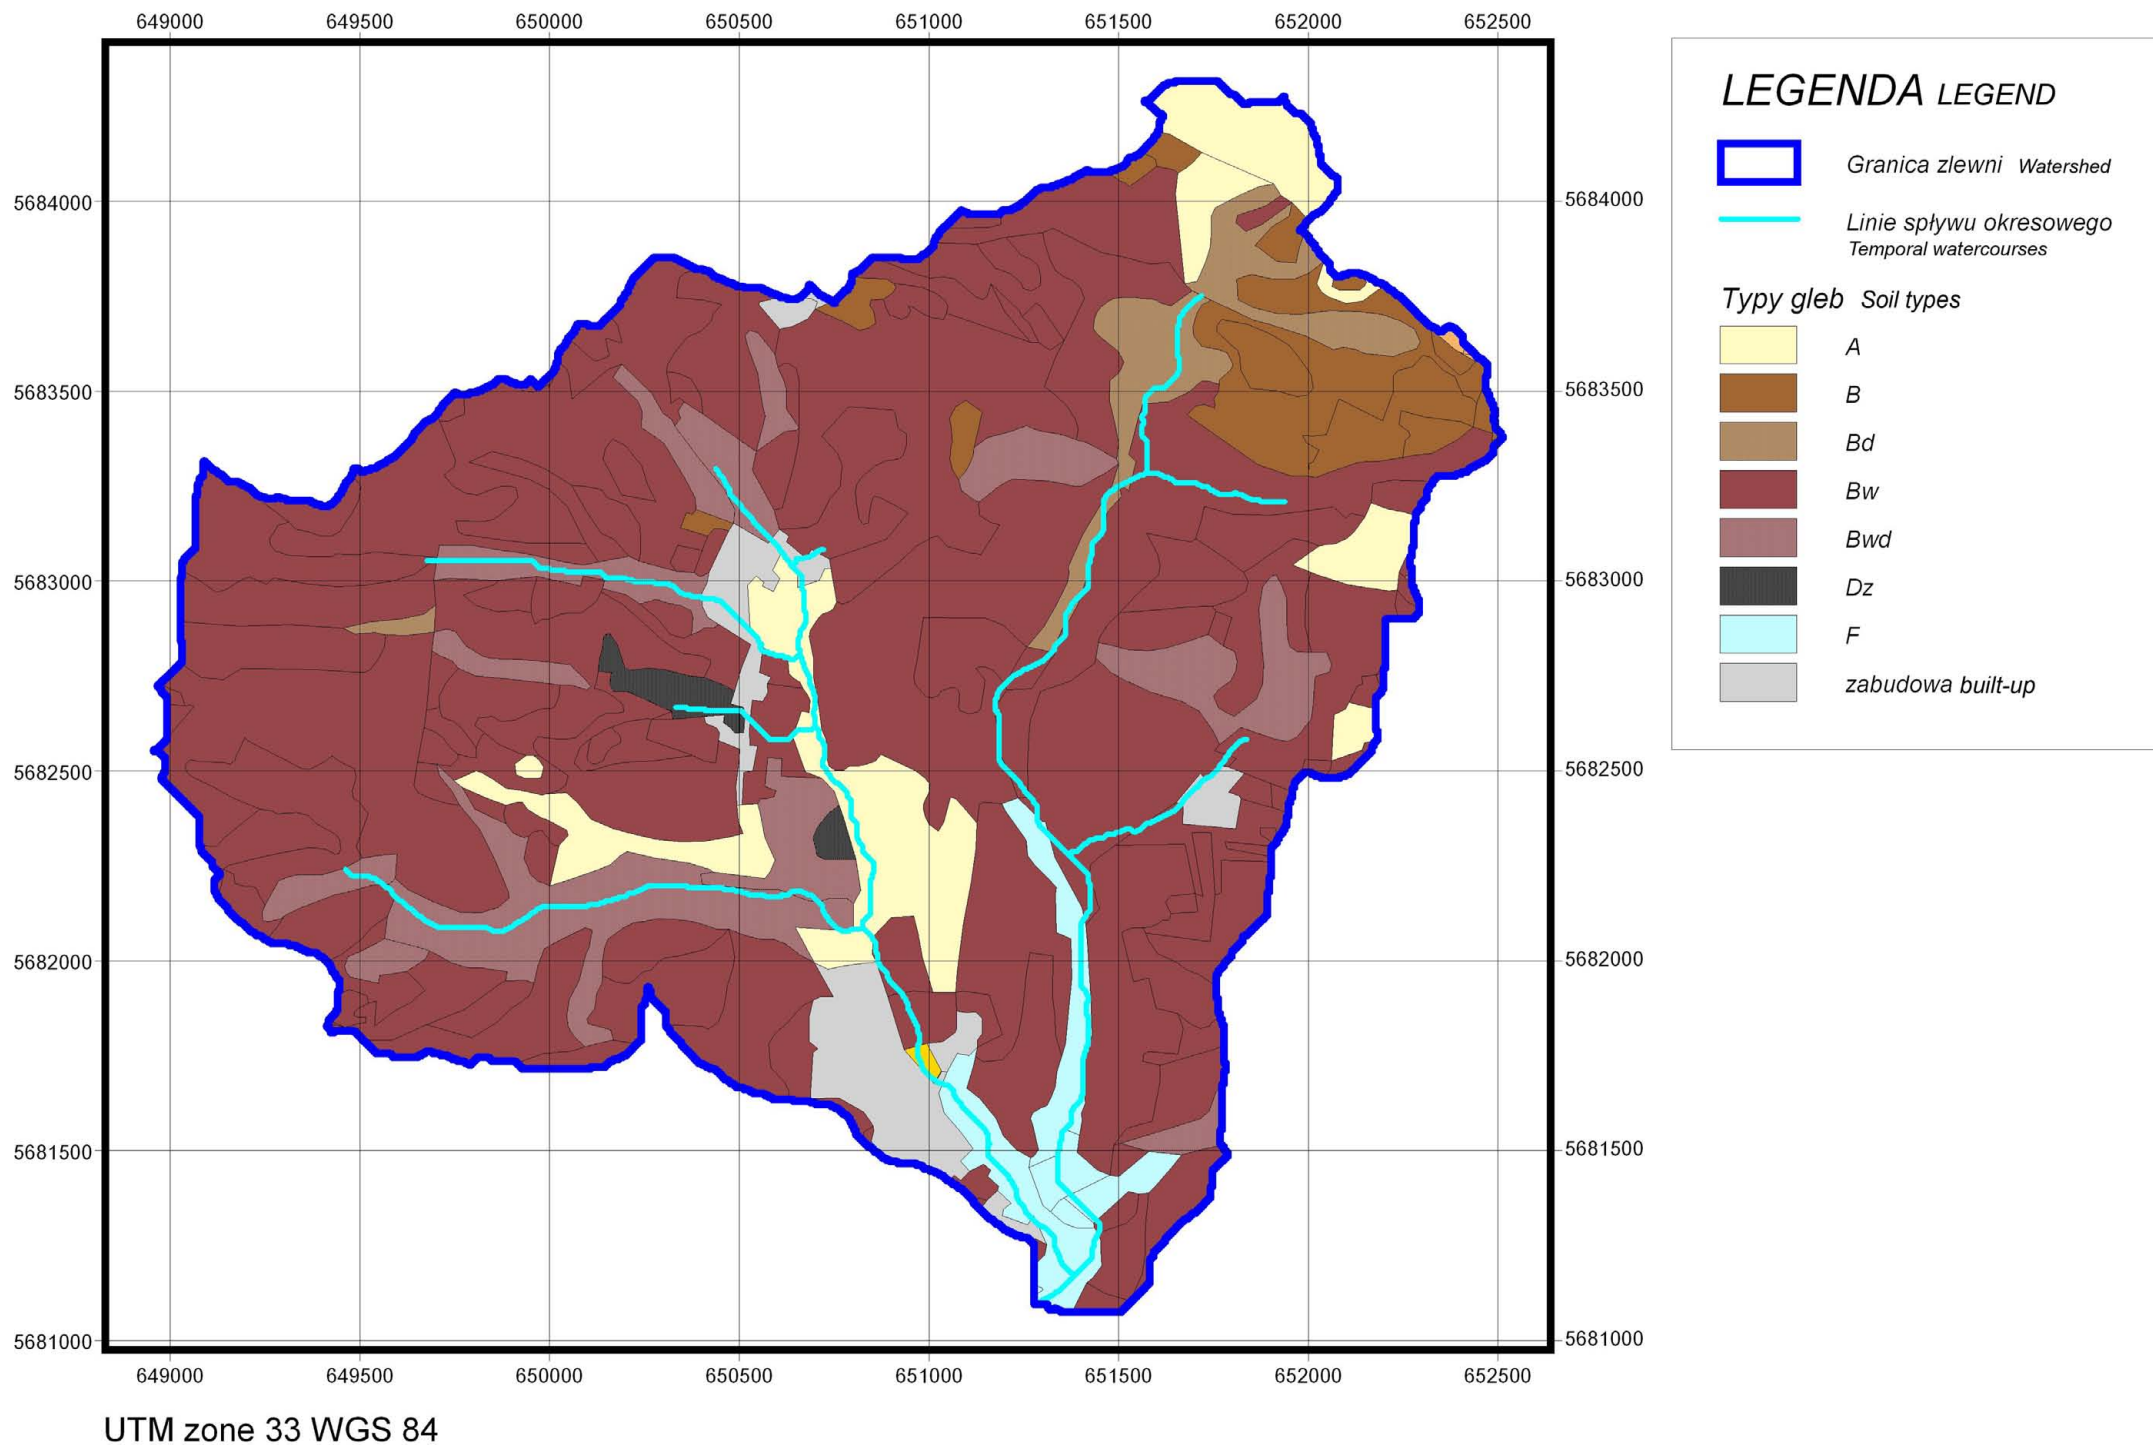 649000 649500 650000 650500 651000 651500 652000 652500
LEGENDA LEGEND
Granica zlewni Watershed
Linie spływu okresowego
Temporal watercourses
Typy gleb Soil types
A
B
Bd
Bw
Bwd
Dz
F
zabudowa built-up
5684000 5684000
5683500 5683500
5683000 5683000
5682500 5682500
5682000 5682000
5681500 5681500
5681000 5681000
649000 649500 650000 650500 651000 651500 652000 652500
UTM zone 33 WGS 84